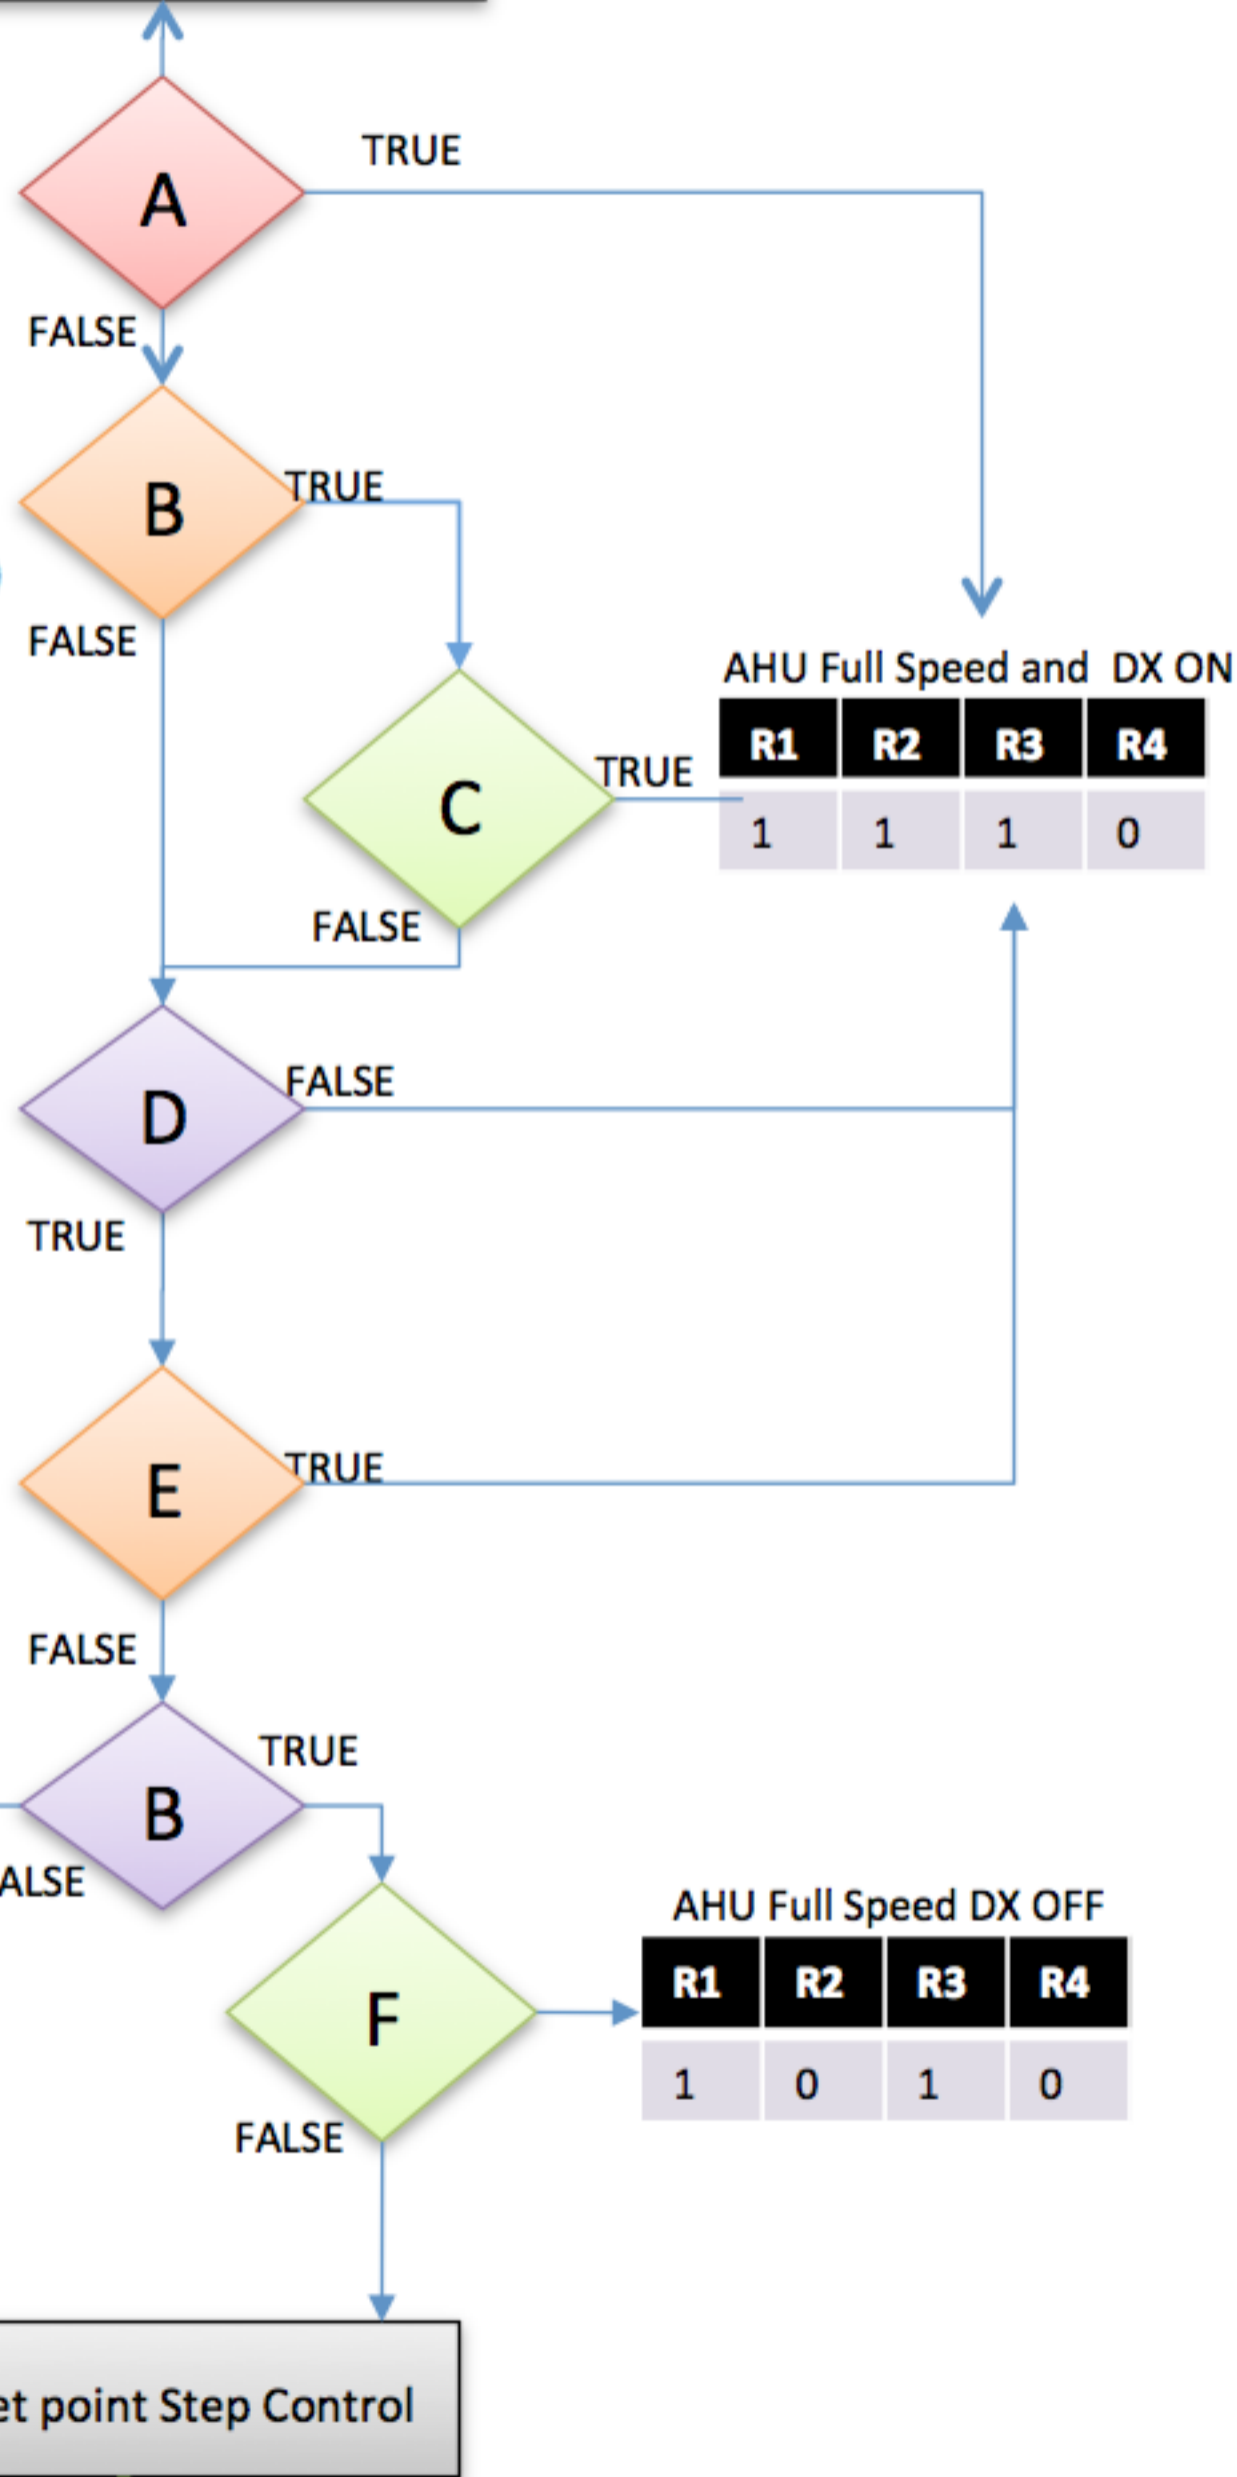 TRUE
A
FALSE
TRUE
B
FALSE
AHU Full Speed and DX ON
R1 R2 R3 R4
TRUE
C
1 1 1 0
FALSE
FALSE
D
TRUE
TRUE
E
FALSE
TRUE
B
ALSE
AHU Full Speed DX OFF
R1 R2 R3 R4
F
1 0 1 0
FALSE
et point Step Control